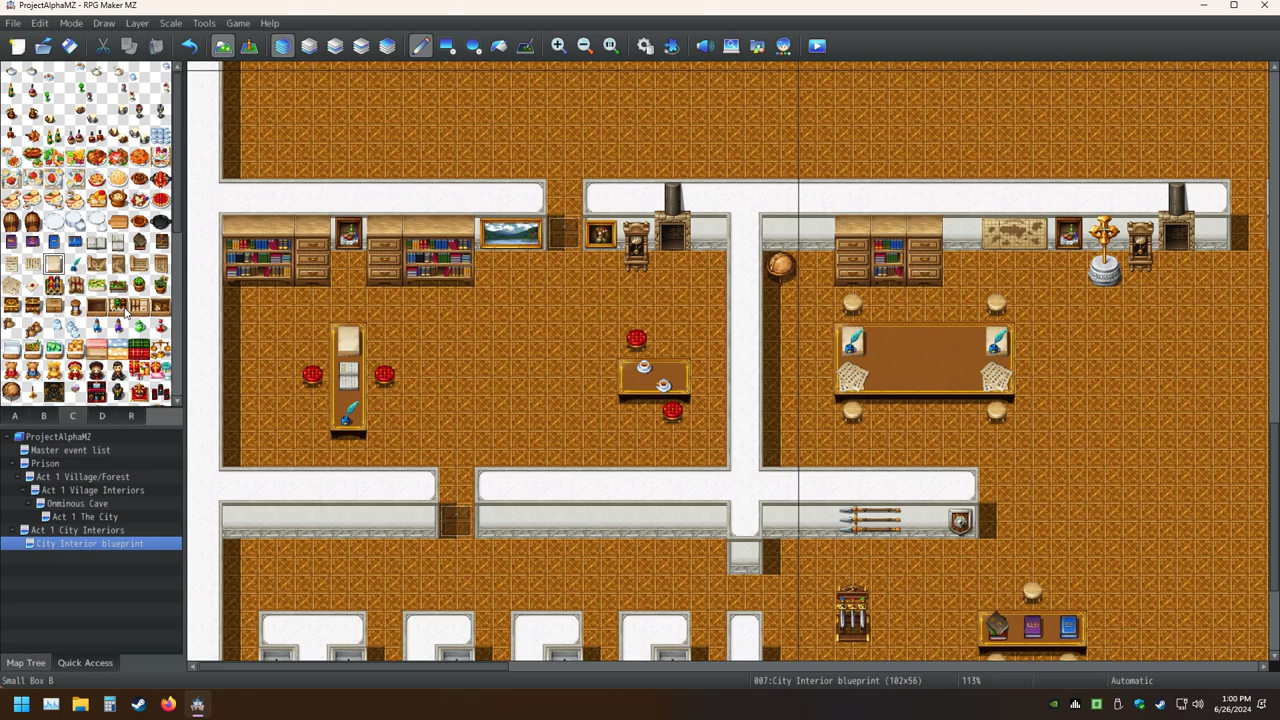 ProjectAlphaMZ - RPG Maker MZ
File Edit Mode Draw Layer Scale Tools Game Help
A B C D R
ProjectAlphaMZ
Master event list
Prison
Act 1 Village/Forest
Act 1 Vilage Interiors
Onminous Cave
Act 1 The City
Act 1 City Interiors
City Interior blueprint
Map Tree Quick Access
Small Box B 007:City Interior blueprint (102x56) 113% Automatic
1:00 PM
6/26/2024